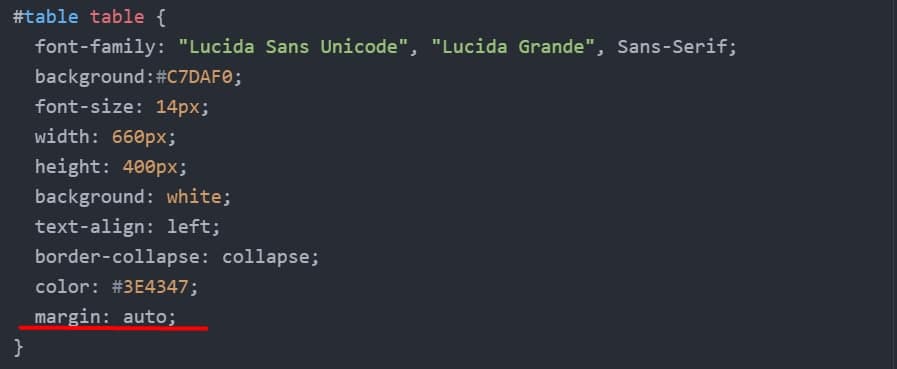 #table table {
font-family: "Lucida Sans Unicode", "Lucida Grande", Sans-Serif;
background:#C7DAF0;
font-size: 14px;
width: 660px;
height: 400px;
background: white;
text-align: left;
border-collapse: collapse;
color: #3E4347;
margin: auto;
}